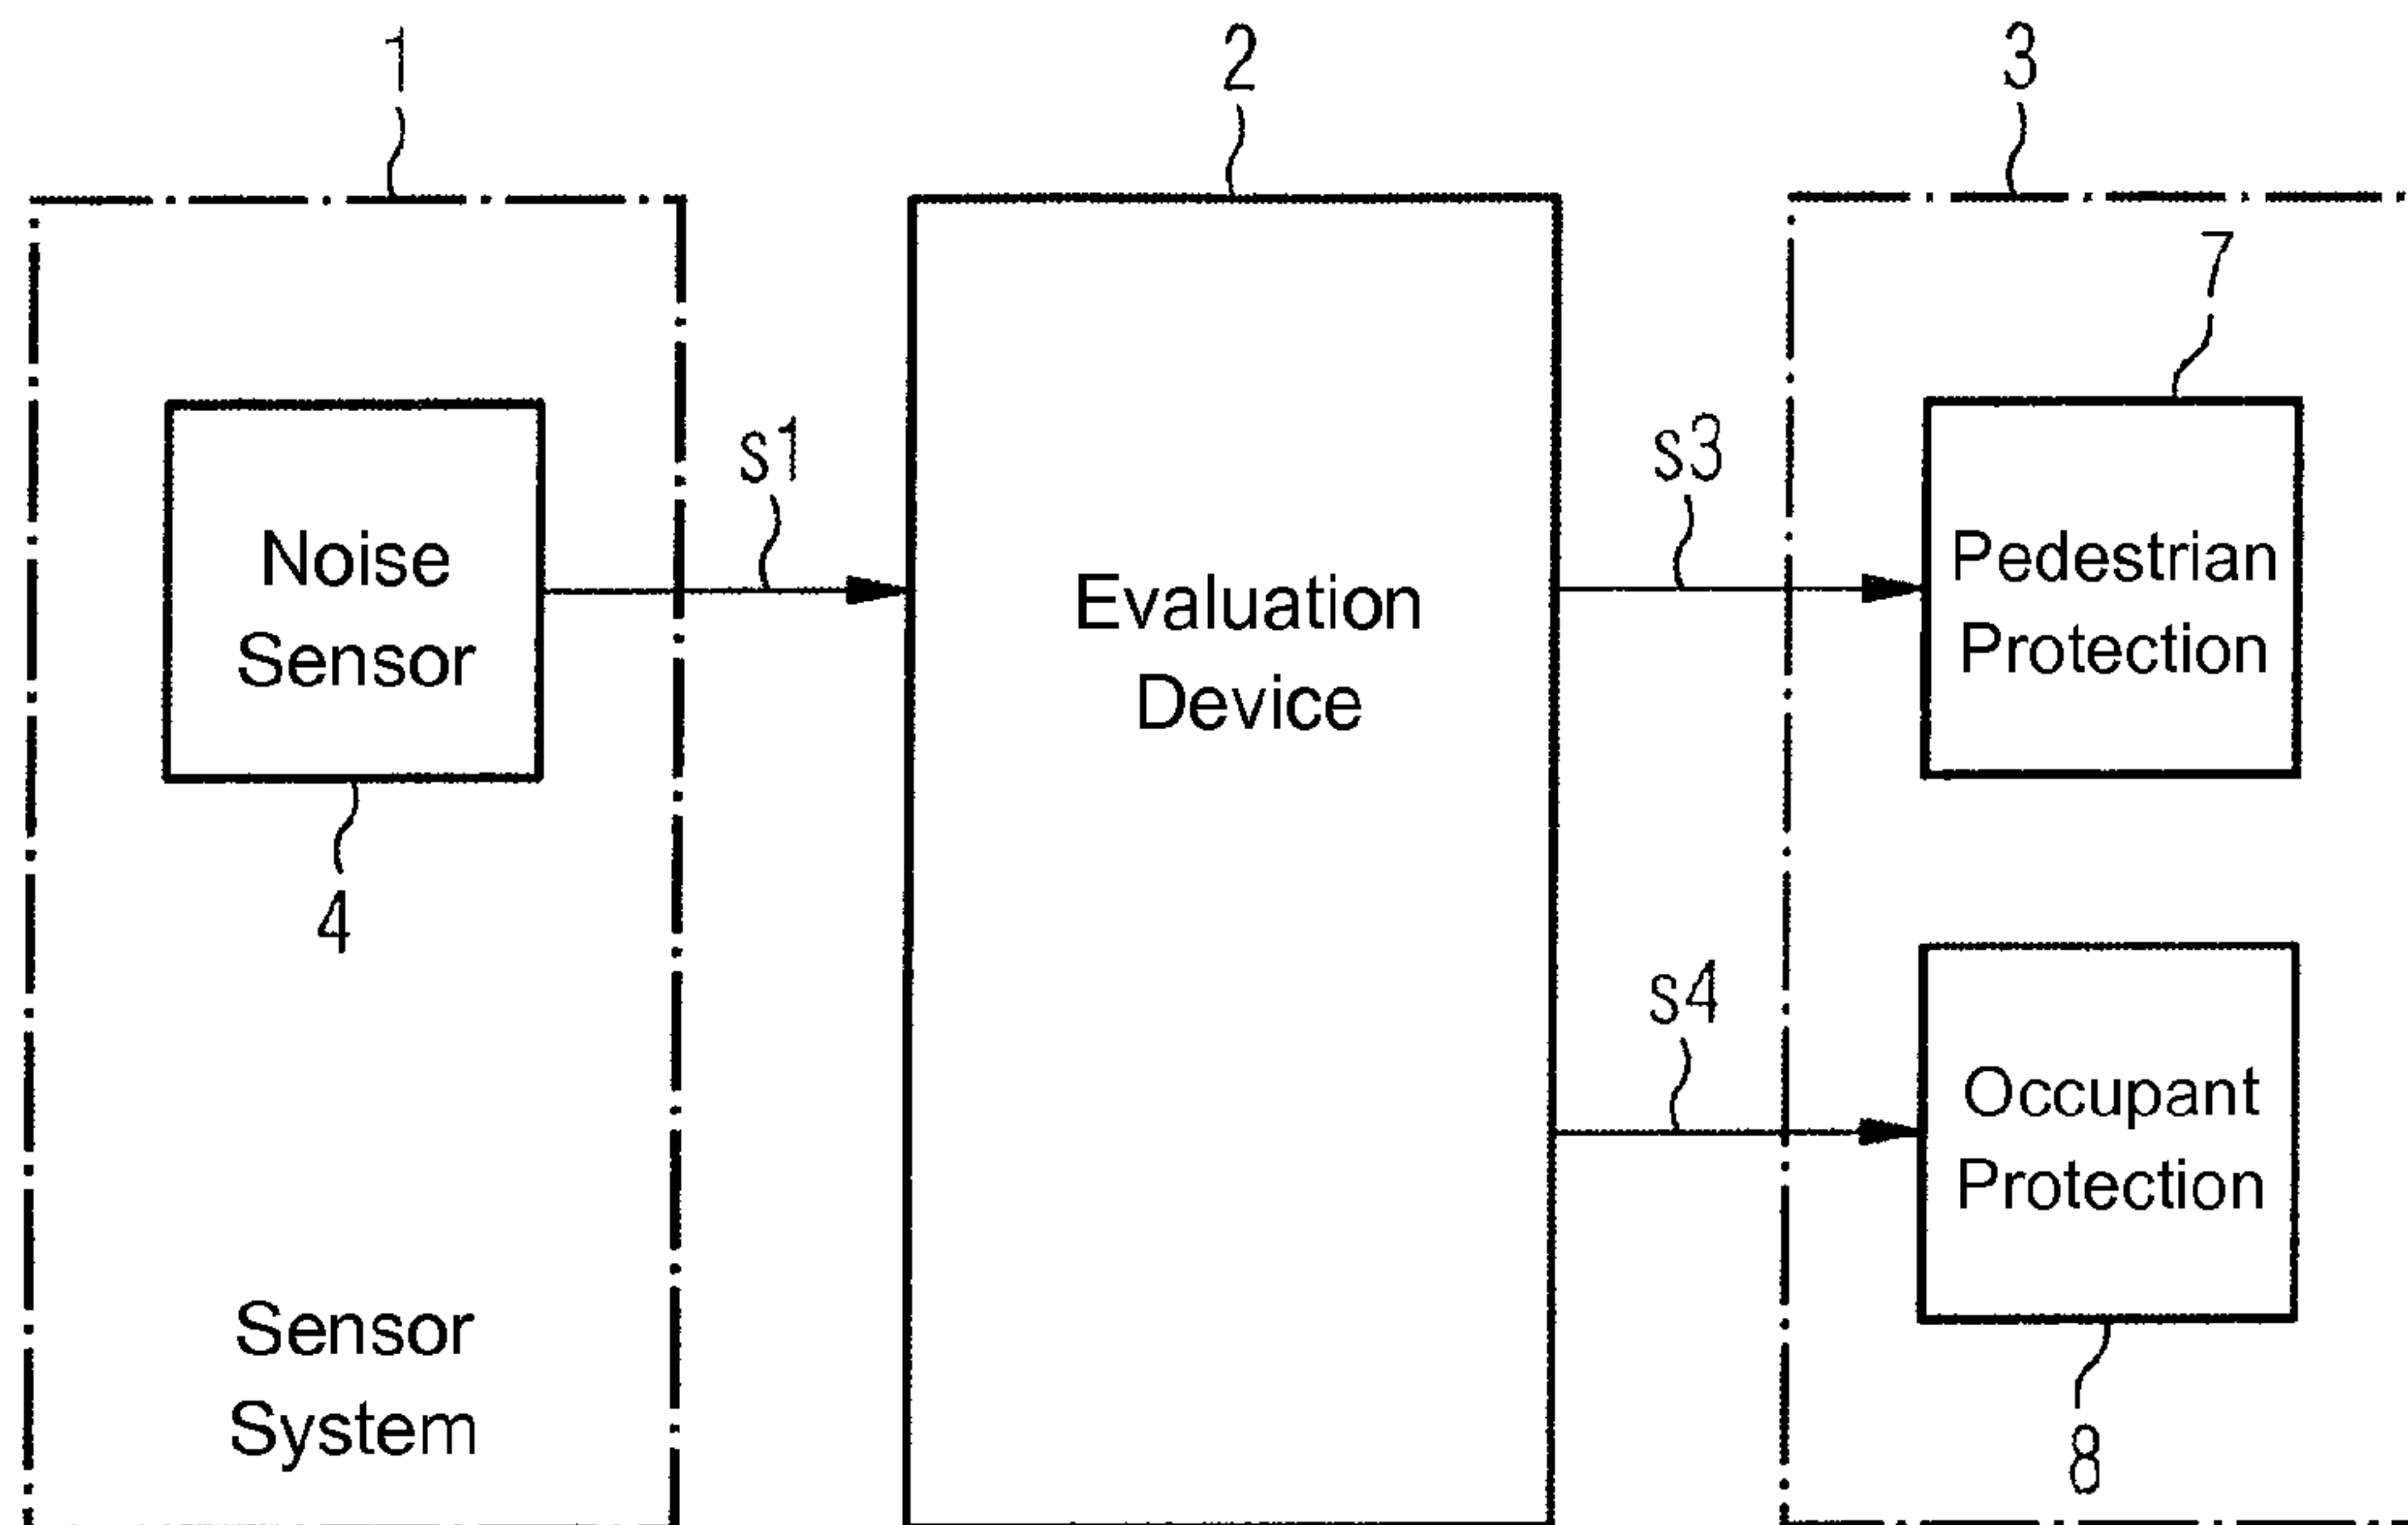 1
2
3
7
s1
s3
Noise
Sensor
Evaluation
Device
Pedestrian
Protection
4
s4
Occupant
Protection
Sensor
System
8